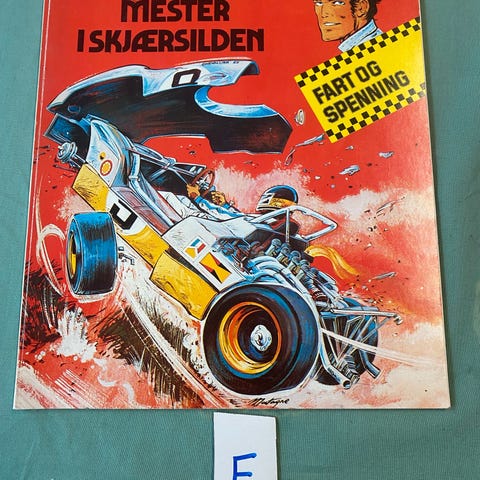 MESTER
I SKJÆRSILDEN
FART OG
SPENNING
E